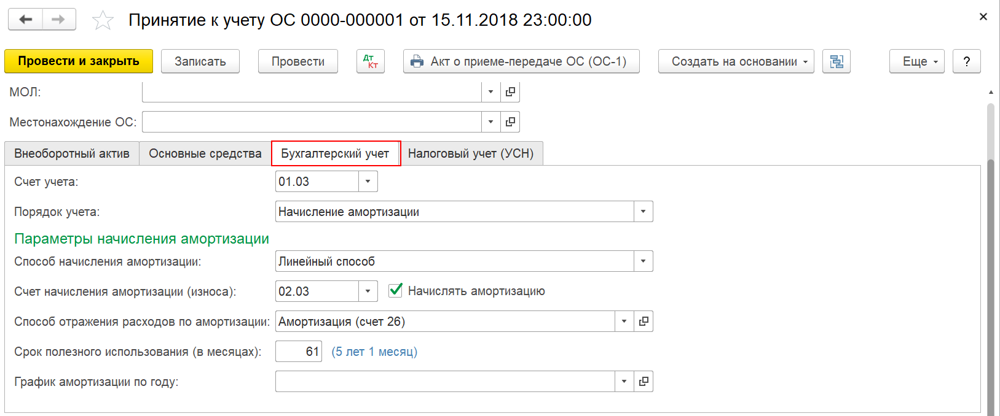 Принятие к учету ОС 0000-000001 от 15.11.2018 23:00:00
Провести и закрыть Записать Провести Дт Кт Акт о приеме-передаче ОС (ОС-1) Создать на основании Еще ?
МОЛ:
Местонахождение ОС:
Внеоборотный актив Основные средства Бухгалтерский учет Налоговый учет (УСН)
Счет учета: 01.03
Порядок учета: Начисление амортизации
Параметры начисления амортизации
Способ начисления амортизации: Линейный способ
Счет начисления амортизации (износа): 02.03 Начислять амортизацию
Способ отражения расходов по амортизации: Амортизация (счет 26)
Срок полезного использования (в месяцах): 61 (5 лет 1 месяц)
График амортизации по году: